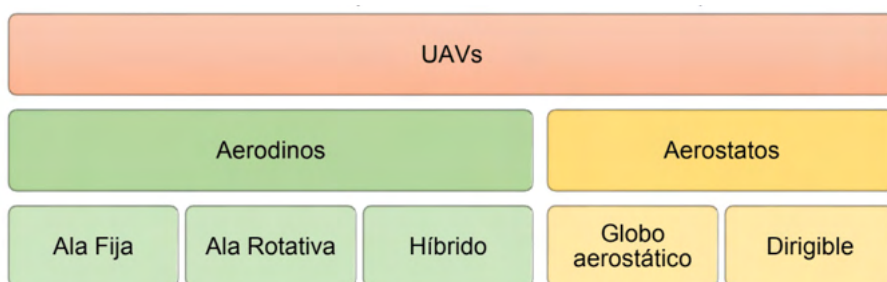 UAVs
Aerodinos
Aerostatos
Ala Fija
Ala Rotativa
Híbrido
Globo
aerostático
Dirigible